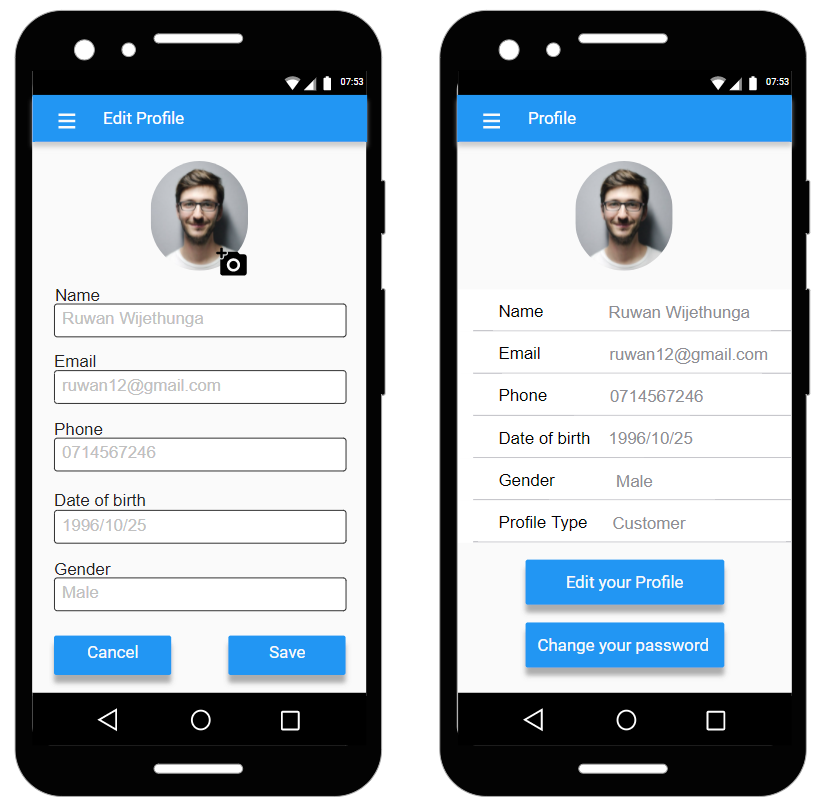 07:53
Edit Profile
Name
Ruwan Wijethunga
Email
ruwan12@gmail.com
Phone
0714567246
Date of birth
1996/10/25
Gender
Male
Cancel Save
07:53
Profile
Name Ruwan Wijethunga
Email ruwan12@gmail.com
Phone 0714567246
Date of birth 1996/10/25
Gender Male
Profile Type Customer
Edit your Profile
Change your password